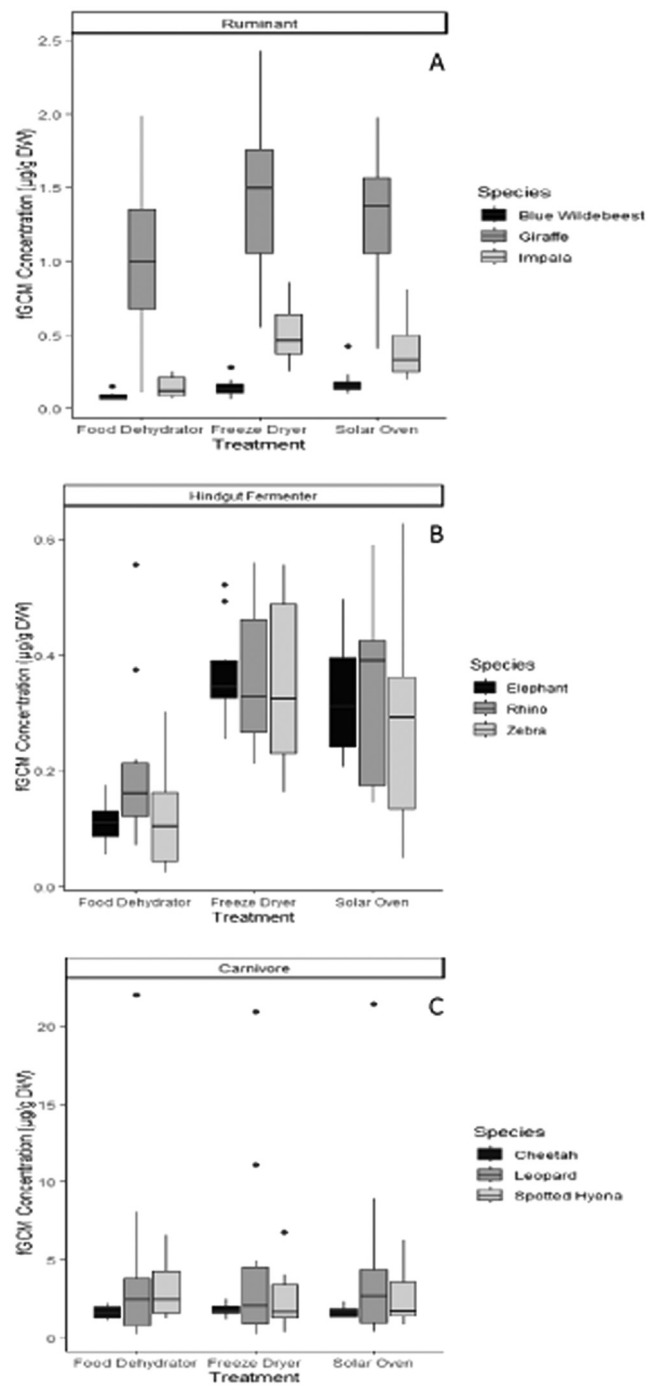 Ruminant
A
fGCM Concentration (µg/g DW)
2.5
2.0
1.5
1.0
0.5
0.0
Food Dehydrator Freeze Dryer Solar Oven
Treatment
Species
Blue Wildebeest
Giraffe
Impala
Hindgut Fermenter
B
fGCM Concentration (µg/g DW)
0.6
0.4
0.2
0.0
Food Dehydrator Freeze Dryer Solar Oven
Treatment
Species
Elephant
Rhino
Zebra
Carnivore
C
fGCM Concentration (µg/g DW)
20
15
10
5
0
Food Dehydrator Freeze Dryer Solar Oven
Treatment
Species
Cheetah
Leopard
Spotted Hyena